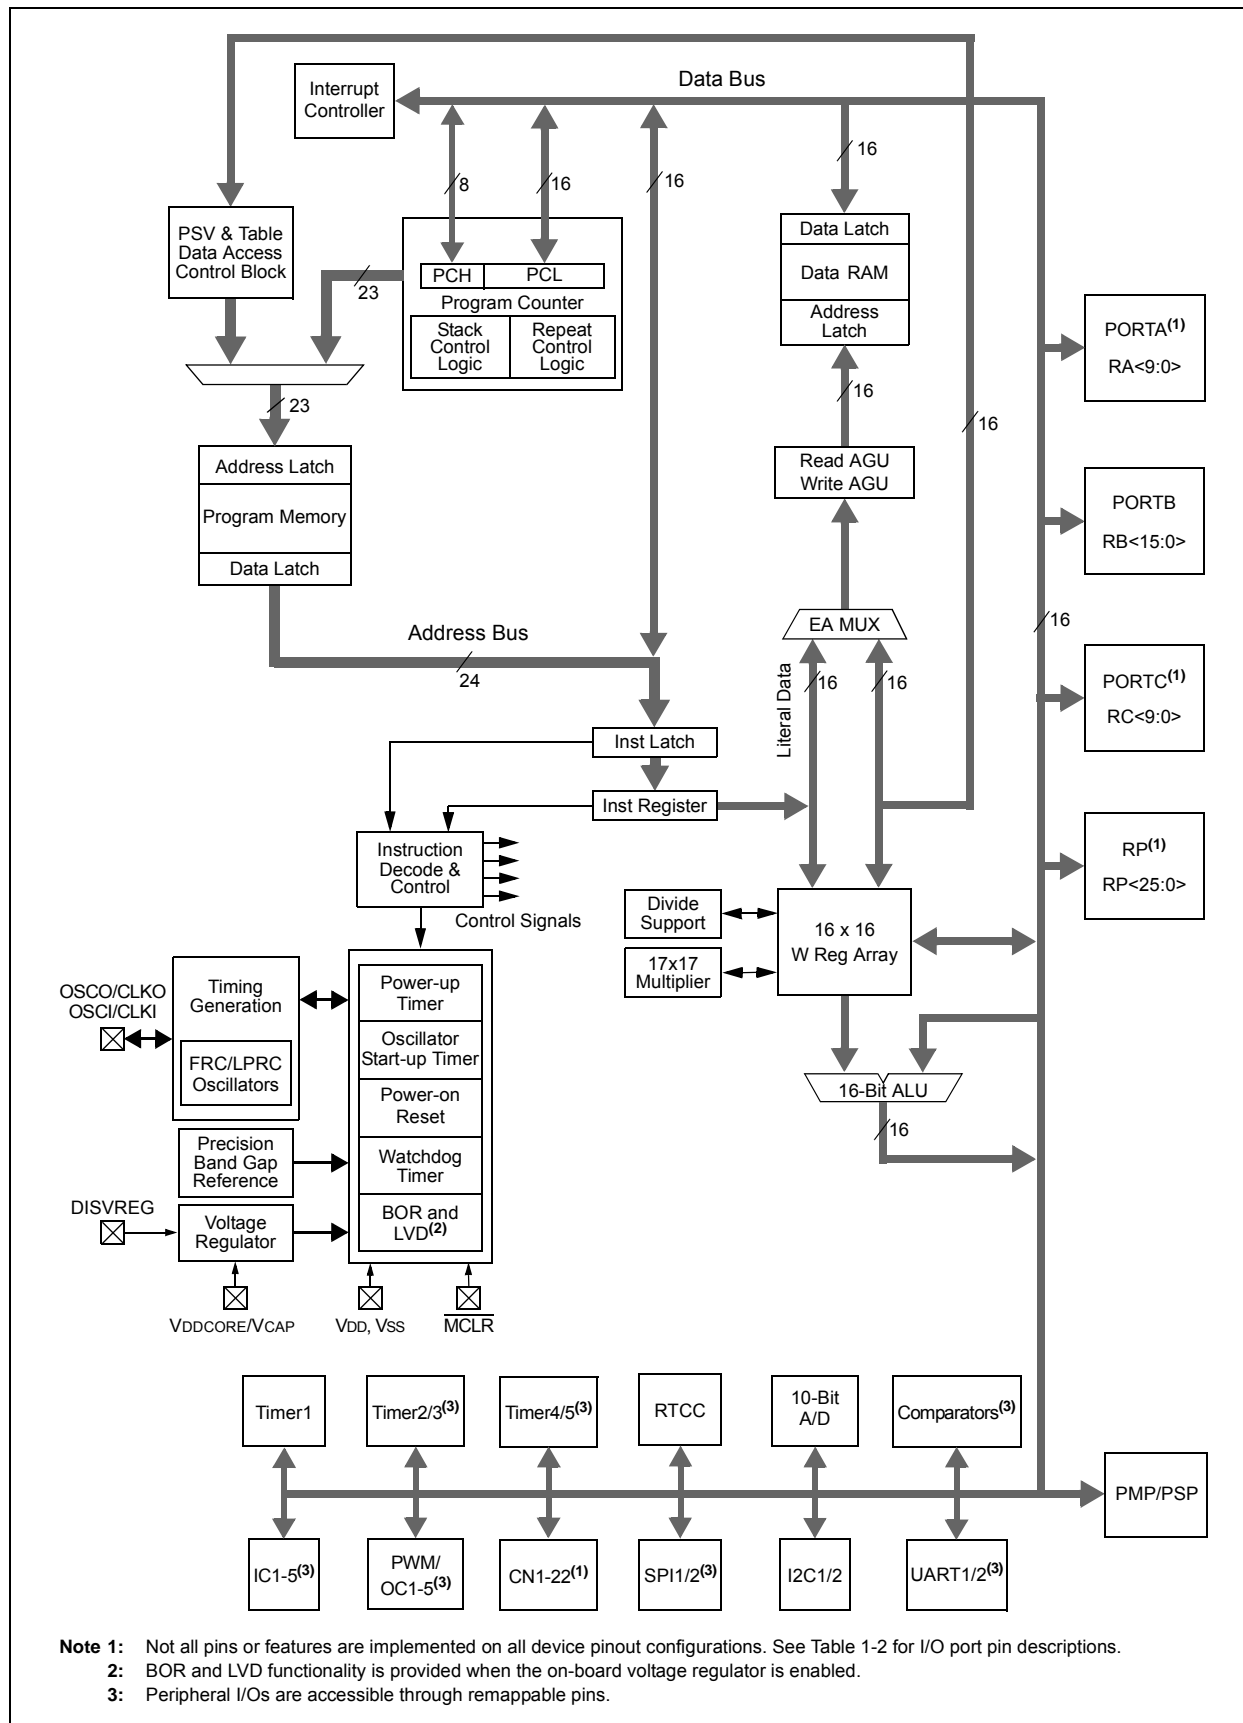 Data Bus
Interrupt
Controller
16
8
16
16
PSV & Table
Data Access
Control Block
Data Latch
Data RAM
Address
Latch
PCH
PCL
23
Program Counter
Stack
Control
Logic
Repeat
Control
Logic
PORTA(1)
RA<9:0>
23
16
16
Address Latch
Program Memory
Data Latch
Read AGU
Write AGU
PORTB
RB<15:0>
EA MUX
16
Address Bus
24
Literal Data
16
16
PORTC(1)
RC<9:0>
Inst Latch
Inst Register
Instruction
Decode &
Control
Control Signals
RP(1)
RP<25:0>
Divide
Support
16 x 16
W Reg Array
17x17
Multiplier
OSCO/CLKO
OSCI/CLKI
Timing
Generation
FRC/LPRC
Oscillators
Power-up
Timer
Oscillator
Start-up Timer
Power-on
Reset
Watchdog
Timer
BOR and
LVD(2)
16-Bit ALU
16
Precision
Band Gap
Reference
DISVREG
Voltage
Regulator
VDDCORE/VCAP
VDD, VSS
MCLR
Timer1
Timer2/3(3)
Timer4/5(3)
RTCC
10-Bit
A/D
Comparators(3)
PMP/PSP
IC1-5(3)
PWM/
OC1-5(3)
CN1-22(1)
SPI1/2(3)
I2C1/2
UART1/2(3)
Note 1: Not all pins or features are implemented on all device pinout configurations. See Table 1-2 for I/O port pin descriptions.
2: BOR and LVD functionality is provided when the on-board voltage regulator is enabled.
3: Peripheral I/Os are accessible through remappable pins.